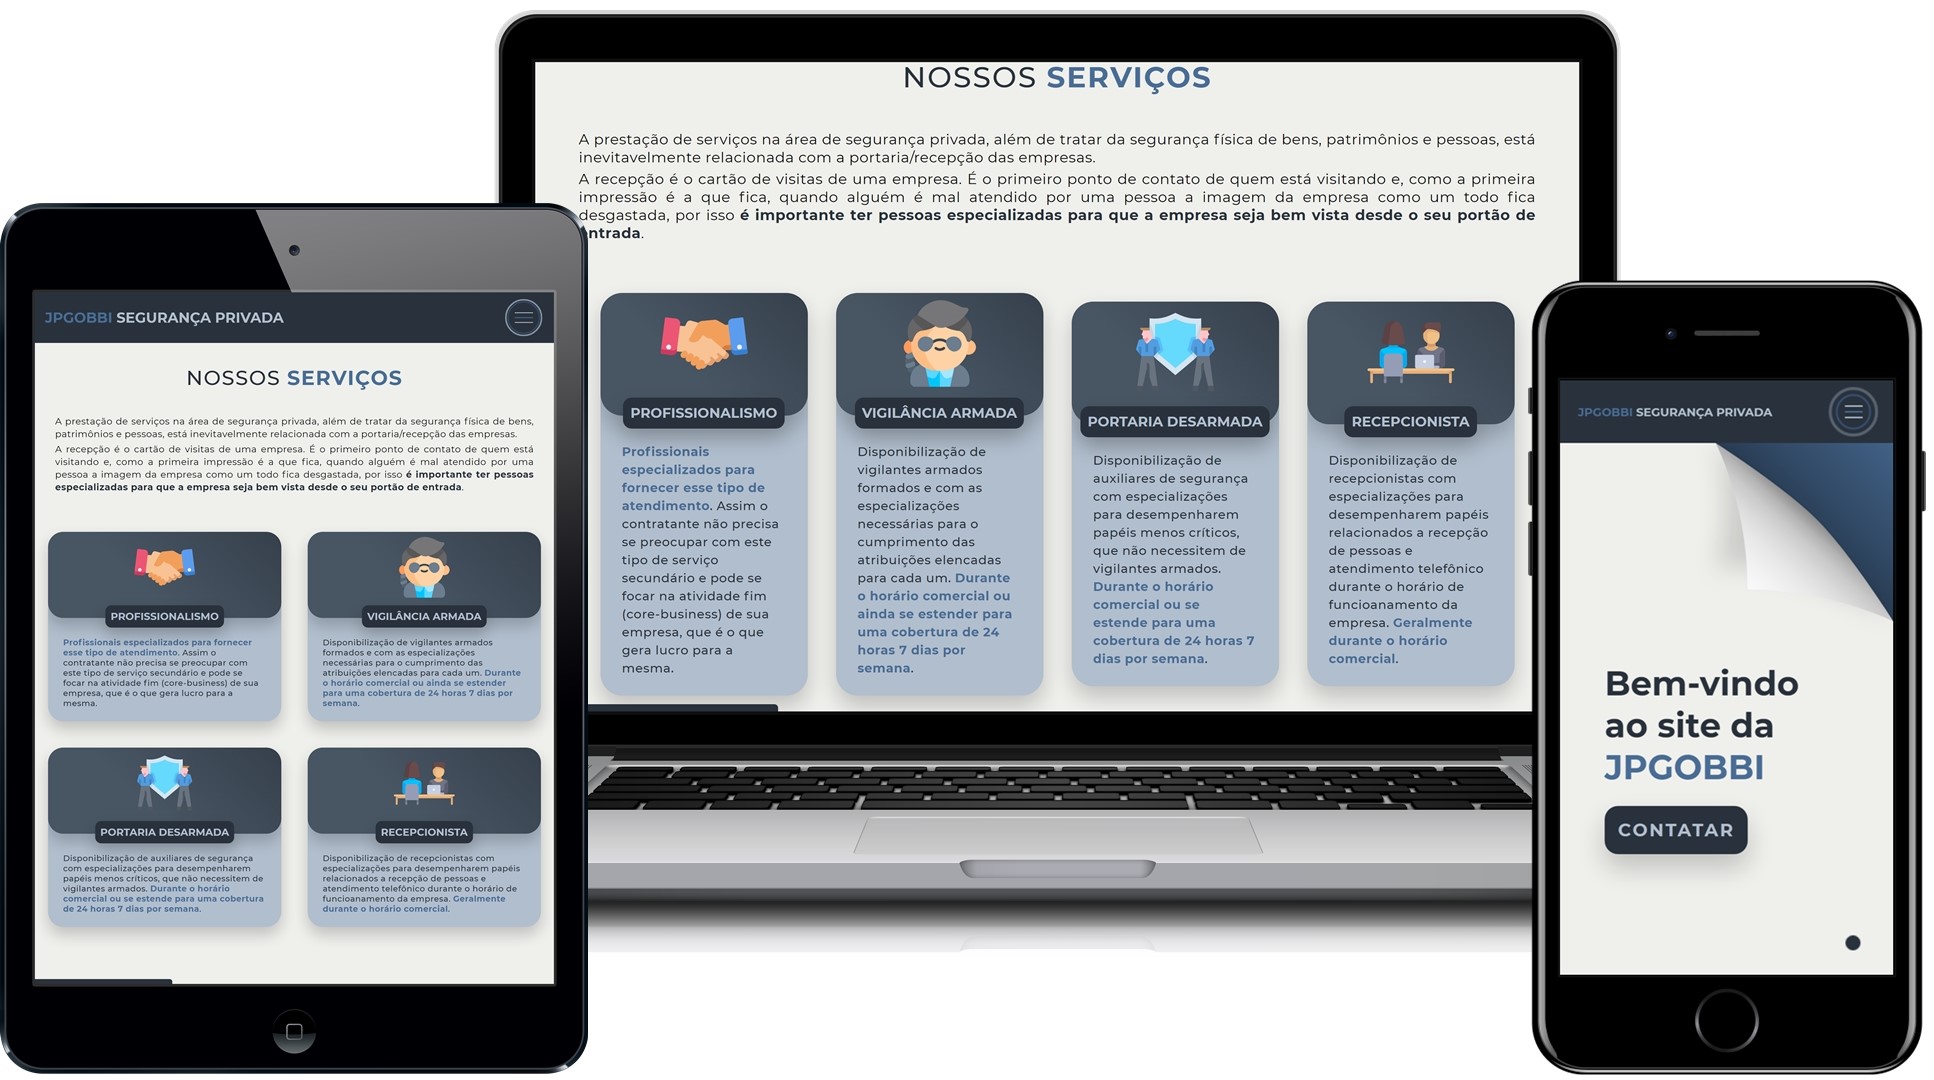 NOSSOS SERVIÇOS
A prestação de serviços na área de segurança privada, além de tratar da segurança física de bens, patrimônios e pessoas, está
inevitavelmente relacionada com a portaria/recepção das empresas.
A recepção é o cartão de visitas de uma empresa. É o primeiro ponto de contato de quem está visitando e, como a primeira
impressão é a que fica, quando alguém é mal atendido por uma pessoa a imagem da empresa como um todo fica
desgastada, por isso é importante ter pessoas especializadas para que a empresa seja bem vista desde o seu portão de
ntrada.
PROFISSIONALISMO
Profissionais
especializados para
fornecer esse tipo de
atendimento. Assim o
contratante não precisa
se preocupar com este
tipo de serviço
secundário e pode se
focar na atividade fim
(core-business) de sua
empresa, que é o que
gera lucro para a
mesma.
VIGILÂNCIA ARMADA
Disponibilização de
vigilantes armados
formados e com as
especializações
necessárias para o
cumprimento das
atribuições elencadas
para cada um. Durante
o horário comercial ou
ainda se estender para
uma cobertura de 24
horas 7 dias por
semana.
PORTARIA DESARMADA
Disponibilização de
auxiliares de segurança
com especializações
para desempenharem
papéis menos críticos,
que não necessitem de
vigilantes armados.
Durante o horário
comercial ou se
estende para uma
cobertura de 24 horas 7
dias por semana.
RECEPCIONISTA
Disponibilização de
recepcionistas com
especializações para
desempenharem papéis
relacionados a recepção
de pessoas e
atendimento telefônico
durante o horário de
funcioanamento da
empresa. Geralmente
durante o horário
comercial.
JPGOBBI SEGURANÇA PRIVADA
NOSSOS SERVIÇOS
A prestação de serviços na área de segurança privada, além de tratar da segurança física de bens,
patrimônios e pessoas, está inevitavelmente relacionada com a portaria/recepção das empresas.
A recepção é o cartão de visitas de uma empresa. É o primeiro ponto de contato de quem está
visitando e, como a primeira impressão é a que fica, quando alguém é mal atendido por uma
pessoa a imagem da empresa como um todo fica desgastada, por isso é importante ter pessoas
especializadas para que a empresa seja bem vista desde o seu portão de entrada.
PROFISSIONALISMO
Profissionais especializados para fornecer
esse tipo de atendimento. Assim o
contratante não precisa se preocupar com
este tipo de serviço secundário e pode se
focar na atividade fim (core-business) de sua
empresa, que é o que gera lucro para a
mesma.
VIGILÂNCIA ARMADA
Disponibilização de vigilantes armados
formados e com as especializações
necessárias para o cumprimento das
atribuições elencadas para cada um. Durante
o horário comercial ou ainda se estender
para uma cobertura de 24 horas 7 dias por
semana.
PORTARIA DESARMADA
Disponibilização de auxiliares de segurança
com especializações para desempenharem
papéis menos críticos, que não necessitem de
vigilantes armados. Durante o horário
comercial ou se estende para uma cobertura
de 24 horas 7 dias por semana.
RECEPCIONISTA
Disponibilização de recepcionistas com
especializações para desempenharem papéis
relacionados a recepção de pessoas e
atendimento telefônico durante o horário de
funcioanamento da empresa. Geralmente
durante o horário comercial.
JPGOBBI SEGURANÇA PRIVADA
Bem-vindo
ao site da
JPGOBBI
CONTATAR